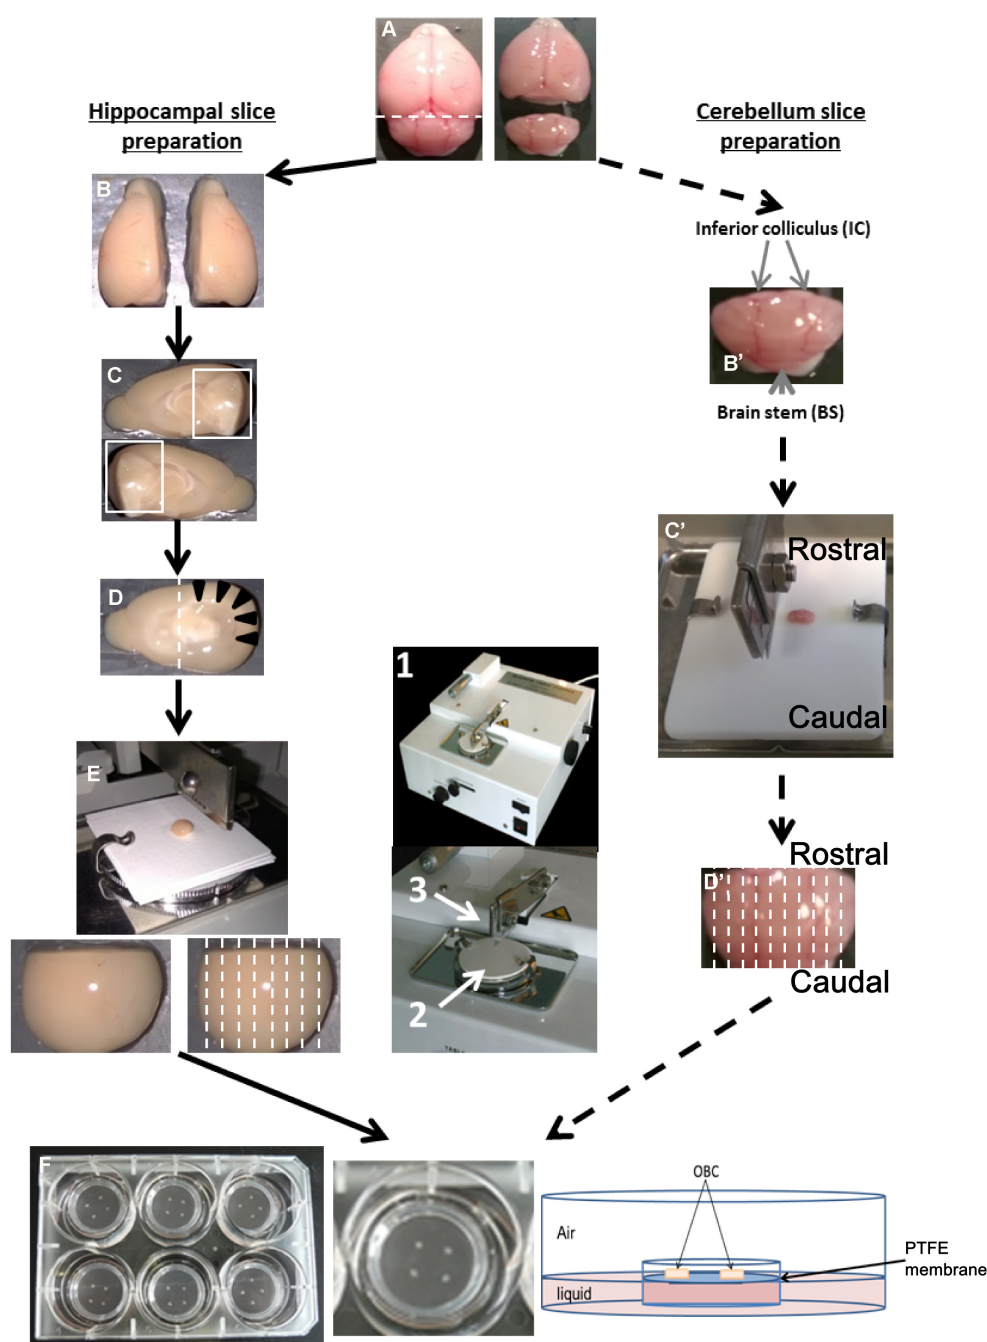 A
Hippocampal slice
preparation
Cerebellum slice
preparation
B
Inferior colliculus (IC)
B’
Brain stem (BS)
C
C’
Rostral
Caudal
D
1
E
3
2
Rostral
D’
Caudal
F
OBC
Air
PTFE
membrane
liquid